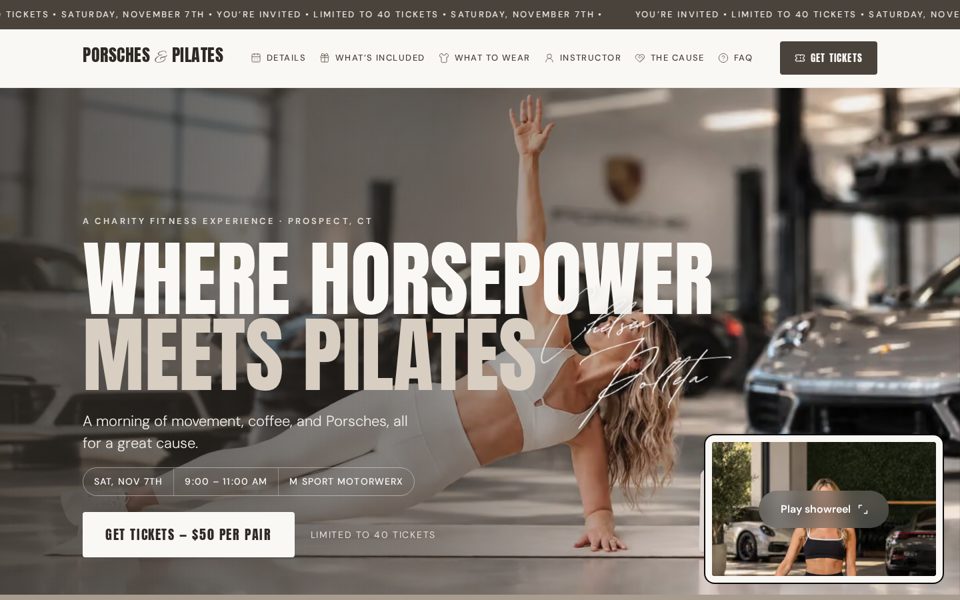 TICKETS • SATURDAY, NOVEMBER 7TH • YOU'RE INVITED • LIMITED TO 40 TICKETS • SATURDAY, NOVEMBER 7TH • YOU'RE INVITED • LIMITED TO 40 TICKETS • SATURDAY,
PORSCHES & PILATES
DETAILS
WHAT'S INCLUDED
WHAT TO WEAR
INSTRUCTOR
THE CAUSE
FAQ
GET TICKETS
A CHARITY FITNESS EXPERIENCE - PROSPECT, CT
WHERE HORSEPOWER
MEETS PILATES
Chelsea
A morning of movement, coffee, and Porsches, all
for a great cause.
SAT, NOV 7TH
9:00 – 11:00 AM
M SPORT MOTORWERX
GET TICKETS – $50 PER PAIR
LIMITED TO 40 TICKETS
Play showreel